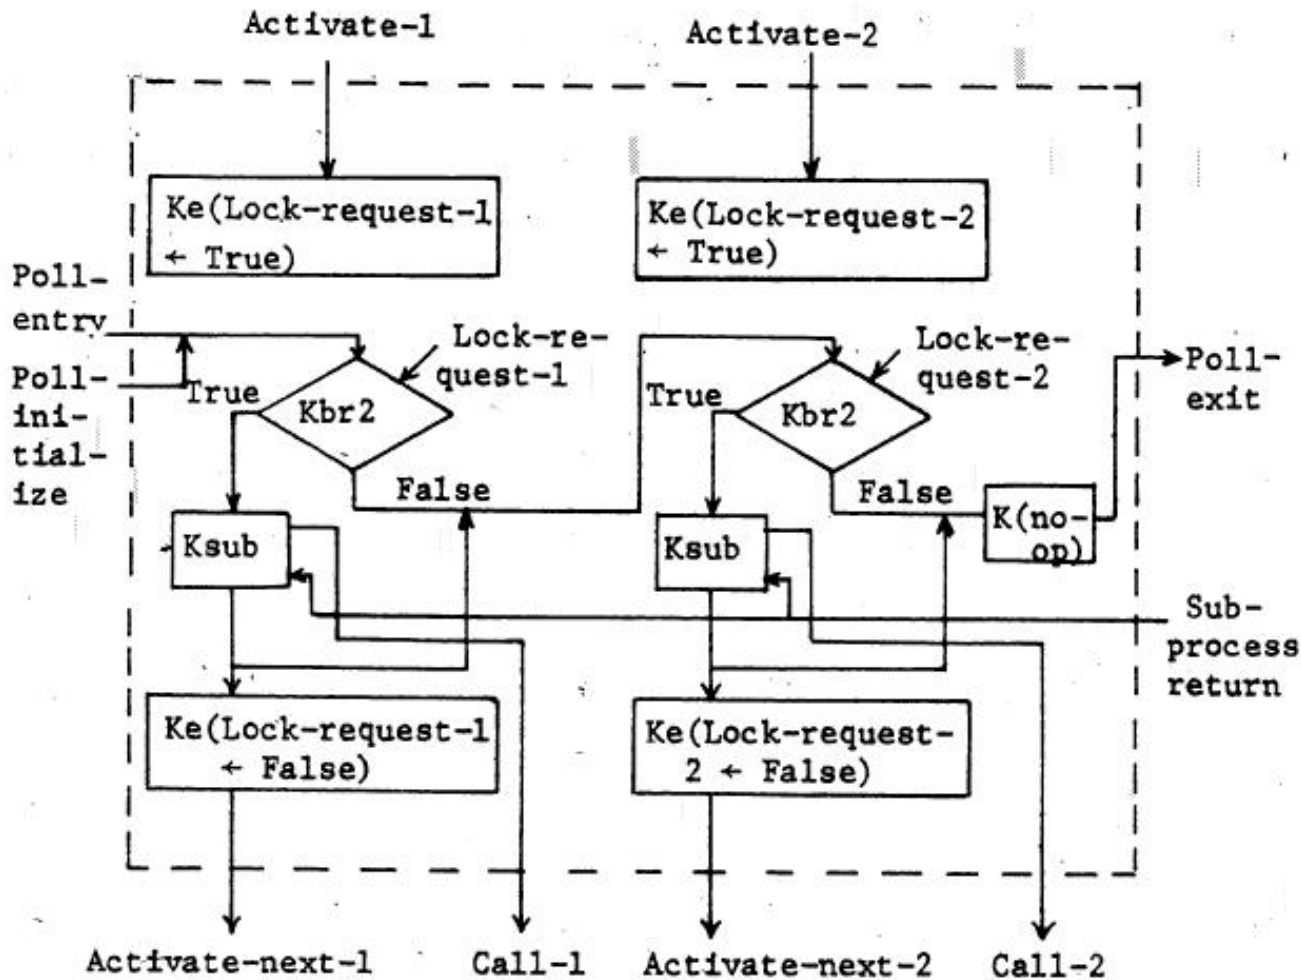 Activate-1
Activate-2
Ke(Lock-request-1
← True)
Ke(Lock-request-2
← True)
Poll-
entry
Poll-
ini-
tial-
ize
Lock-re-
quest-1
True
Kbr2
False
Ksub
Lock-re-
quest-2
True
Kbr2
False
Ksub
K(no-
op)
Poll-
exit
Sub-
process
return
Ke(Lock-request-1
← False)
Ke(Lock-request-
2 ← False)
Activate-next-1
Call-1
Activate-next-2
Call-2